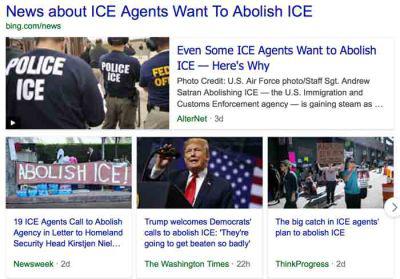 News about ICE Agents Want To Abolish ICE
bing.com/news
POLICE
ICE
POLICE
ICE
FED
Even Some ICE Agents Want to Abolish
ICE — Here's Why
Photo Credit: U.S. Air Force photo/Staff Sgt. Andrew
Satran Abolishing ICE — the U.S. Immigration and
Customs Enforcement agency — is gaining steam as ...
AlterNet · 3d
ABOLISH ICE
19 ICE Agents Call to Abolish
Agency in Letter to Homeland
Security Head Kirstjen Niel...
Newsweek · 2d
Trump welcomes Democrats'
calls to abolish ICE: 'They're
going to get beaten so badly'
The Washington Times · 22h
The big catch in ICE agents'
plan to abolish ICE
ThinkProgress · 2d